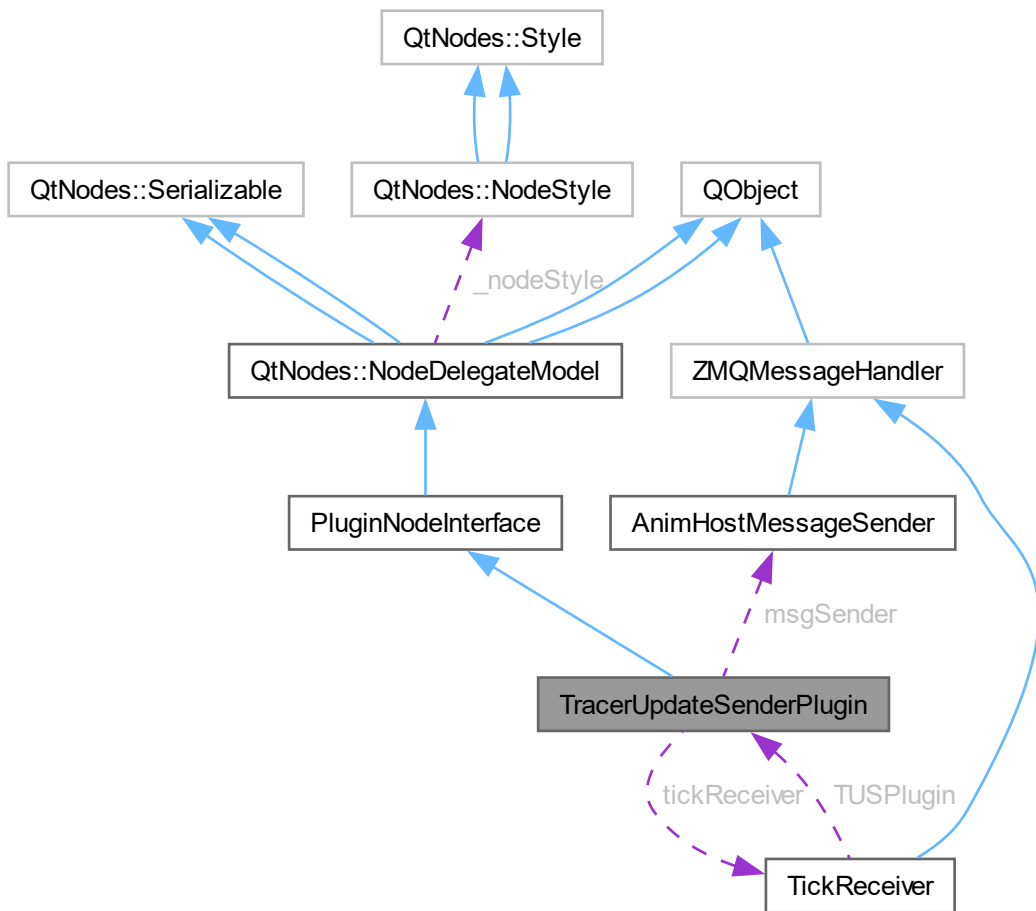 QtNodes::Style
QtNodes::Serializable
QtNodes::NodeStyle
QObject
_nodeStyle
QtNodes::NodeDelegateModel
ZMQMessageHandler
PluginNodeInterface
AnimHostMessageSender
msgSender
TracerUpdateSenderPlugin
tickReceiver
TUSPlugin
TickReceiver